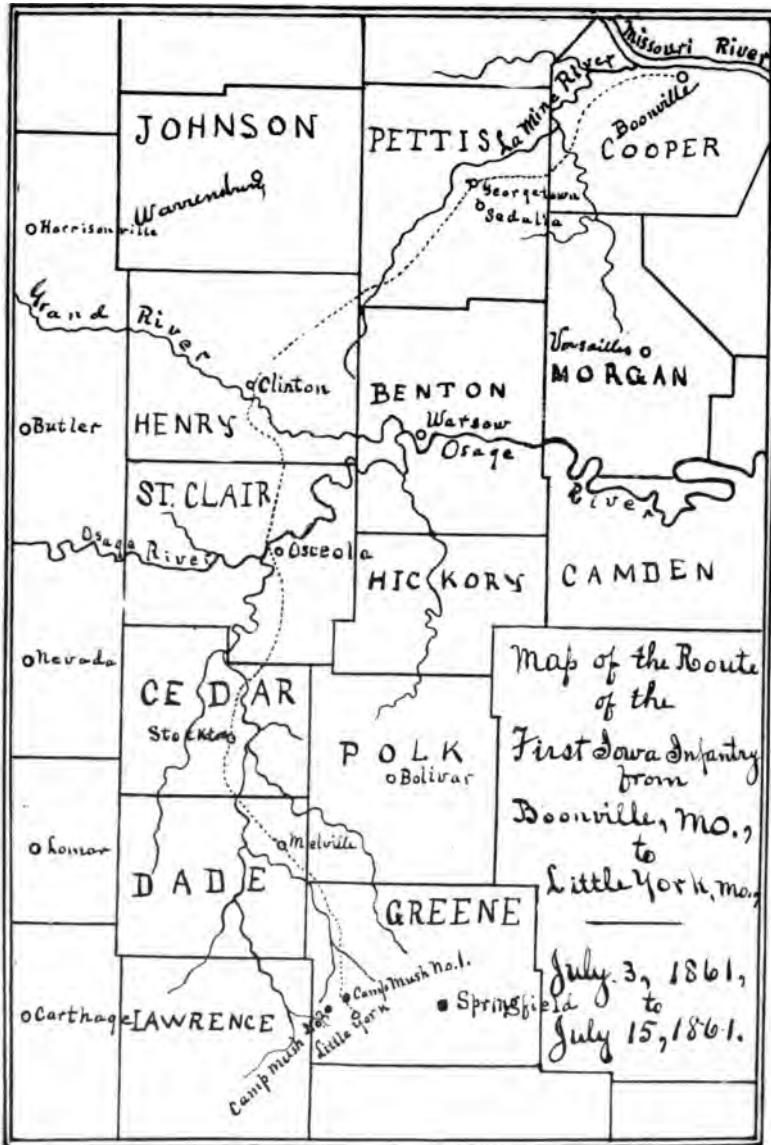 Missouri River
La Mine River
Boonville
COOPER
JOHNSON
Warrensburg
PETTIS
Georgetown
Sedalia
Harrisonville
Grand River
Clinton
HENRY
BENTON
Warsaw
Osage
River
Versailles
MORGAN
Butler
ST. CLAIR
Osage River
Osceola
HICKORY
CAMDEN
Nevada
CEDAR
Stockton
POLK
Bolivar
Lamar
Melville
DADE
GREENE
Camp Mush No. 1.
Springfield
Little York
Camp Mush No. 2
Carthage
LAWRENCE
Map of the Route
of the
First Iowa Infantry
from
Boonville, Mo.,
to
Little York, Mo.,
July 3, 1861,
to
July 15, 1861.